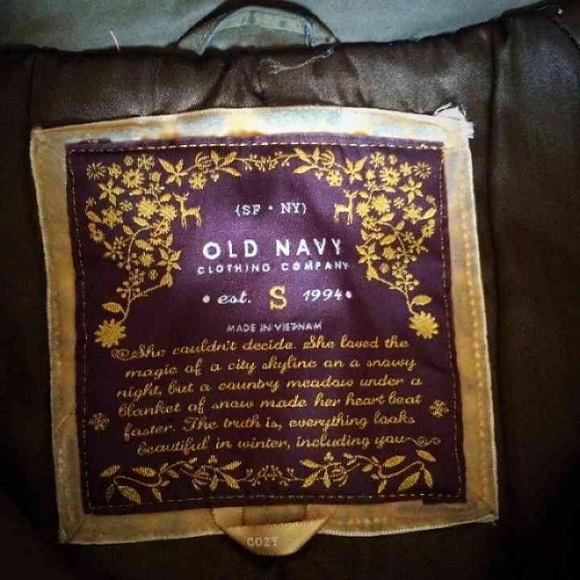 {SF • NY}
OLD NAVY
CLOTHING COMPANY
• est. S 1994 •
MADE IN VIETNAM
She couldn't decide. She loved the
magic of a city skyline on a snowy
night, but a country meadow under a
blanket of snow made her heart beat
faster. The truth is, everything looks
beautiful in winter, including you
COZY